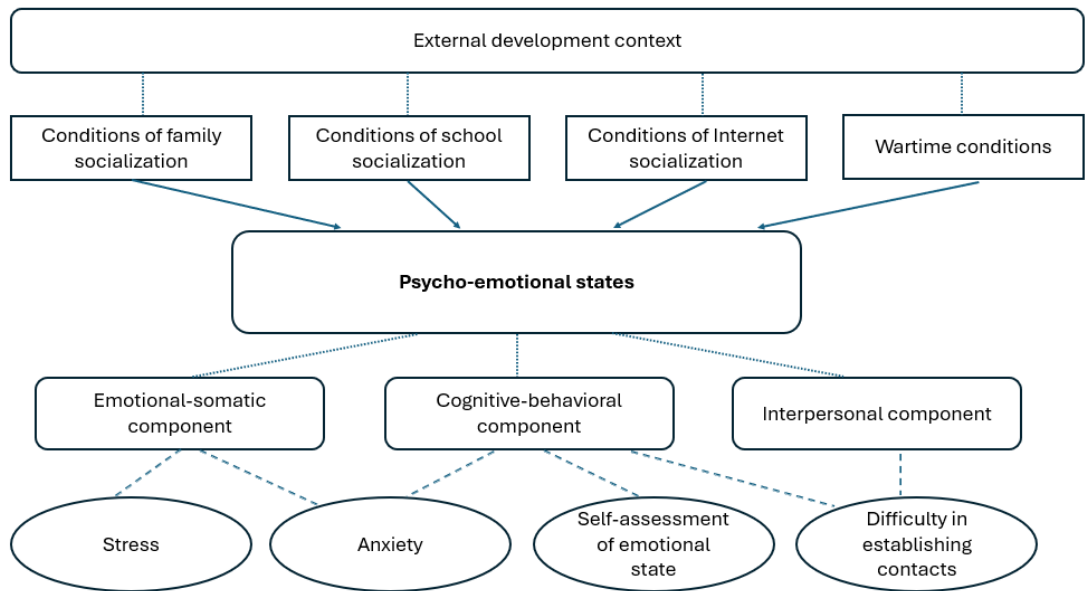 External development context
Conditions of family
socialization
Conditions of school
socialization
Conditions of Internet
socialization
Wartime conditions
Psycho-emotional states
Emotional-somatic
component
Cognitive-behavioral
component
Interpersonal component
Stress
Anxiety
Self-assessment
of emotional
state
Difficulty in
establishing
contacts